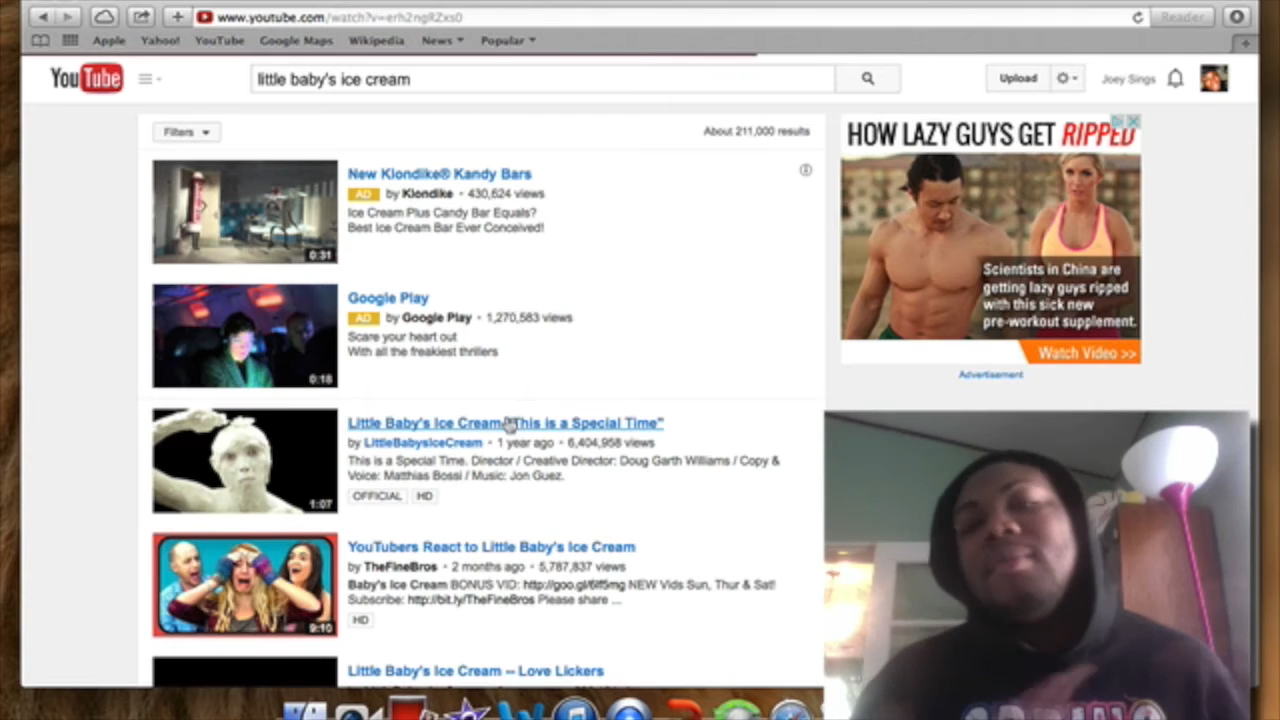 www.youtube.com/watch?v=erh2ngRZxs0
Reader
Apple Yahoo! YouTube Google Maps Wikipedia News Popular
YouTube
little baby's ice cream
Upload
Joey Sings
Filters
About 211,000 results
New Klondike® Kandy Bars
AD by Klondike · 430,624 views
Ice Cream Plus Candy Bar Equals?
Best Ice Cream Bar Ever Conceived!
0:31
Google Play
AD by Google Play · 1,270,583 views
Scare your heart out
With all the freakiest thrillers
0:18
Little Baby's Ice Cream "This is a Special Time"
by LittleBabysIceCream · 1 year ago · 6,404,958 views
This is a Special Time. Director / Creative Director: Doug Garth Williams / Copy &
Voice: Matthias Bossi / Music: Jon Guez.
OFFICIAL HD
1:07
YouTubers React to Little Baby's Ice Cream
by TheFineBros · 2 months ago · 5,787,837 views
Baby's Ice Cream BONUS VID: http://goo.gl/6lf5mg NEW Vids Sun, Thur & Sat!
Subscribe: http://bit.ly/TheFineBros Please share ...
HD
9:10
Little Baby's Ice Cream -- Love Lickers
HOW LAZY GUYS GET RIPPED
Scientists in China are
getting lazy guys ripped
with this sick new
pre-workout supplement.
Watch Video >>
Advertisement